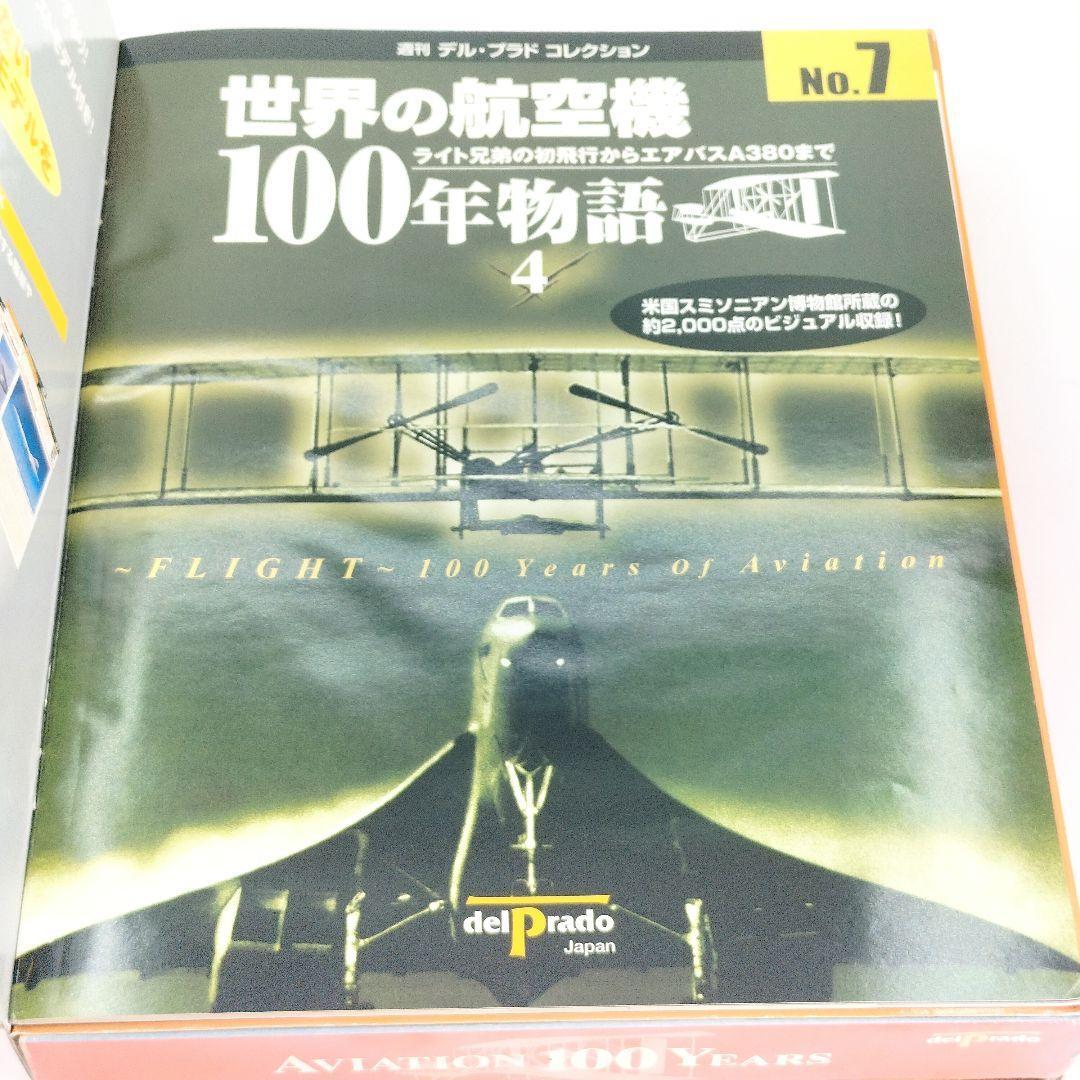 週刊 デル・プラド コレクション
No.7
世界の航空機
ライト兄弟の初飛行からエアバスA380まで
100年物語
4
米国スミソニアン博物館所蔵の
約2,000点のビジュアル収録!
~FLIGHT~ 100 Years Of Aviation
delPrado
Japan
AVIATION 100 YEARS
delPrado